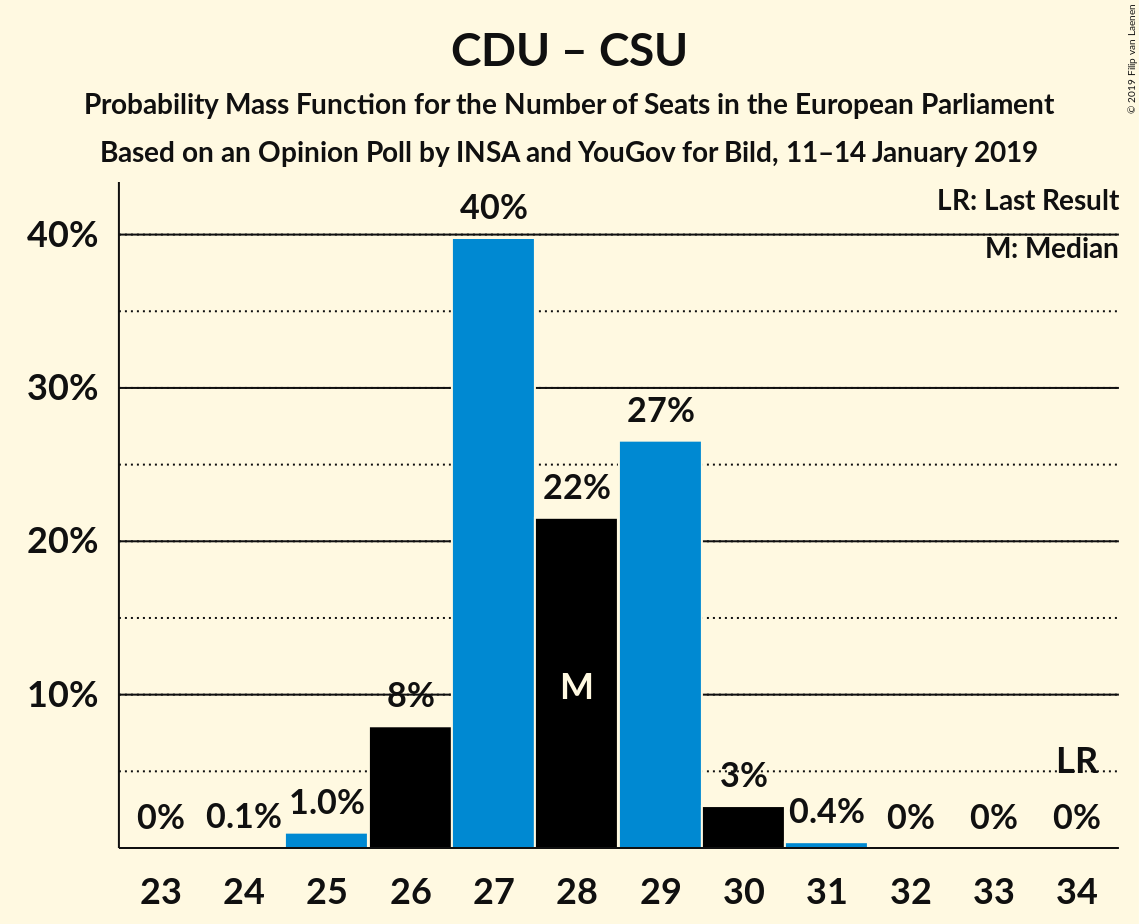 CDU – CSU
Probability Mass Function for the Number of Seats in the European Parliament
Based on an Opinion Poll by INSA and YouGov for Bild, 11–14 January 2019
© 2019 Filip van Laenen
LR: Last Result
M: Median
40%
30%
20%
10%
0% 0.1% 1.0% 8% 40% 22% 27% 3% 0.4% 0% 0% 0%
M
LR
23 24 25 26 27 28 29 30 31 32 33 34